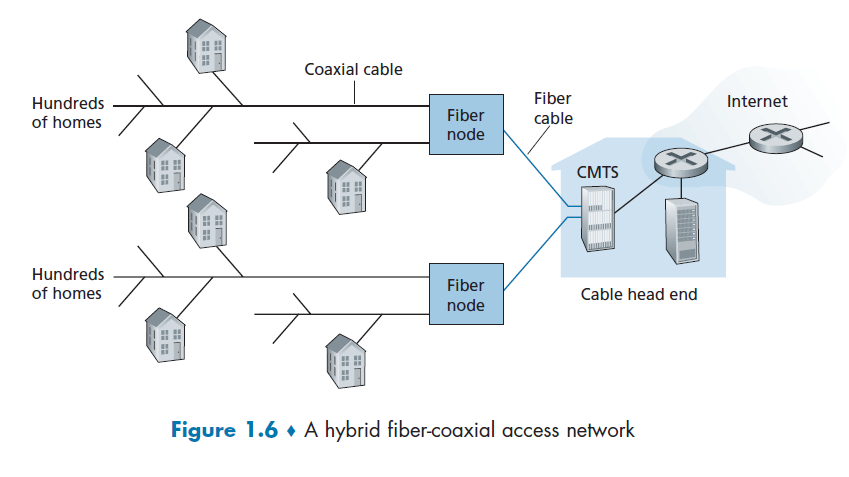 Coaxial cable
Hundreds
of homes
Fiber
node
Fiber
cable
Internet
CMTS
Hundreds
of homes
Fiber
node
Cable head end
Figure 1.6 ♦ A hybrid fiber-coaxial access network